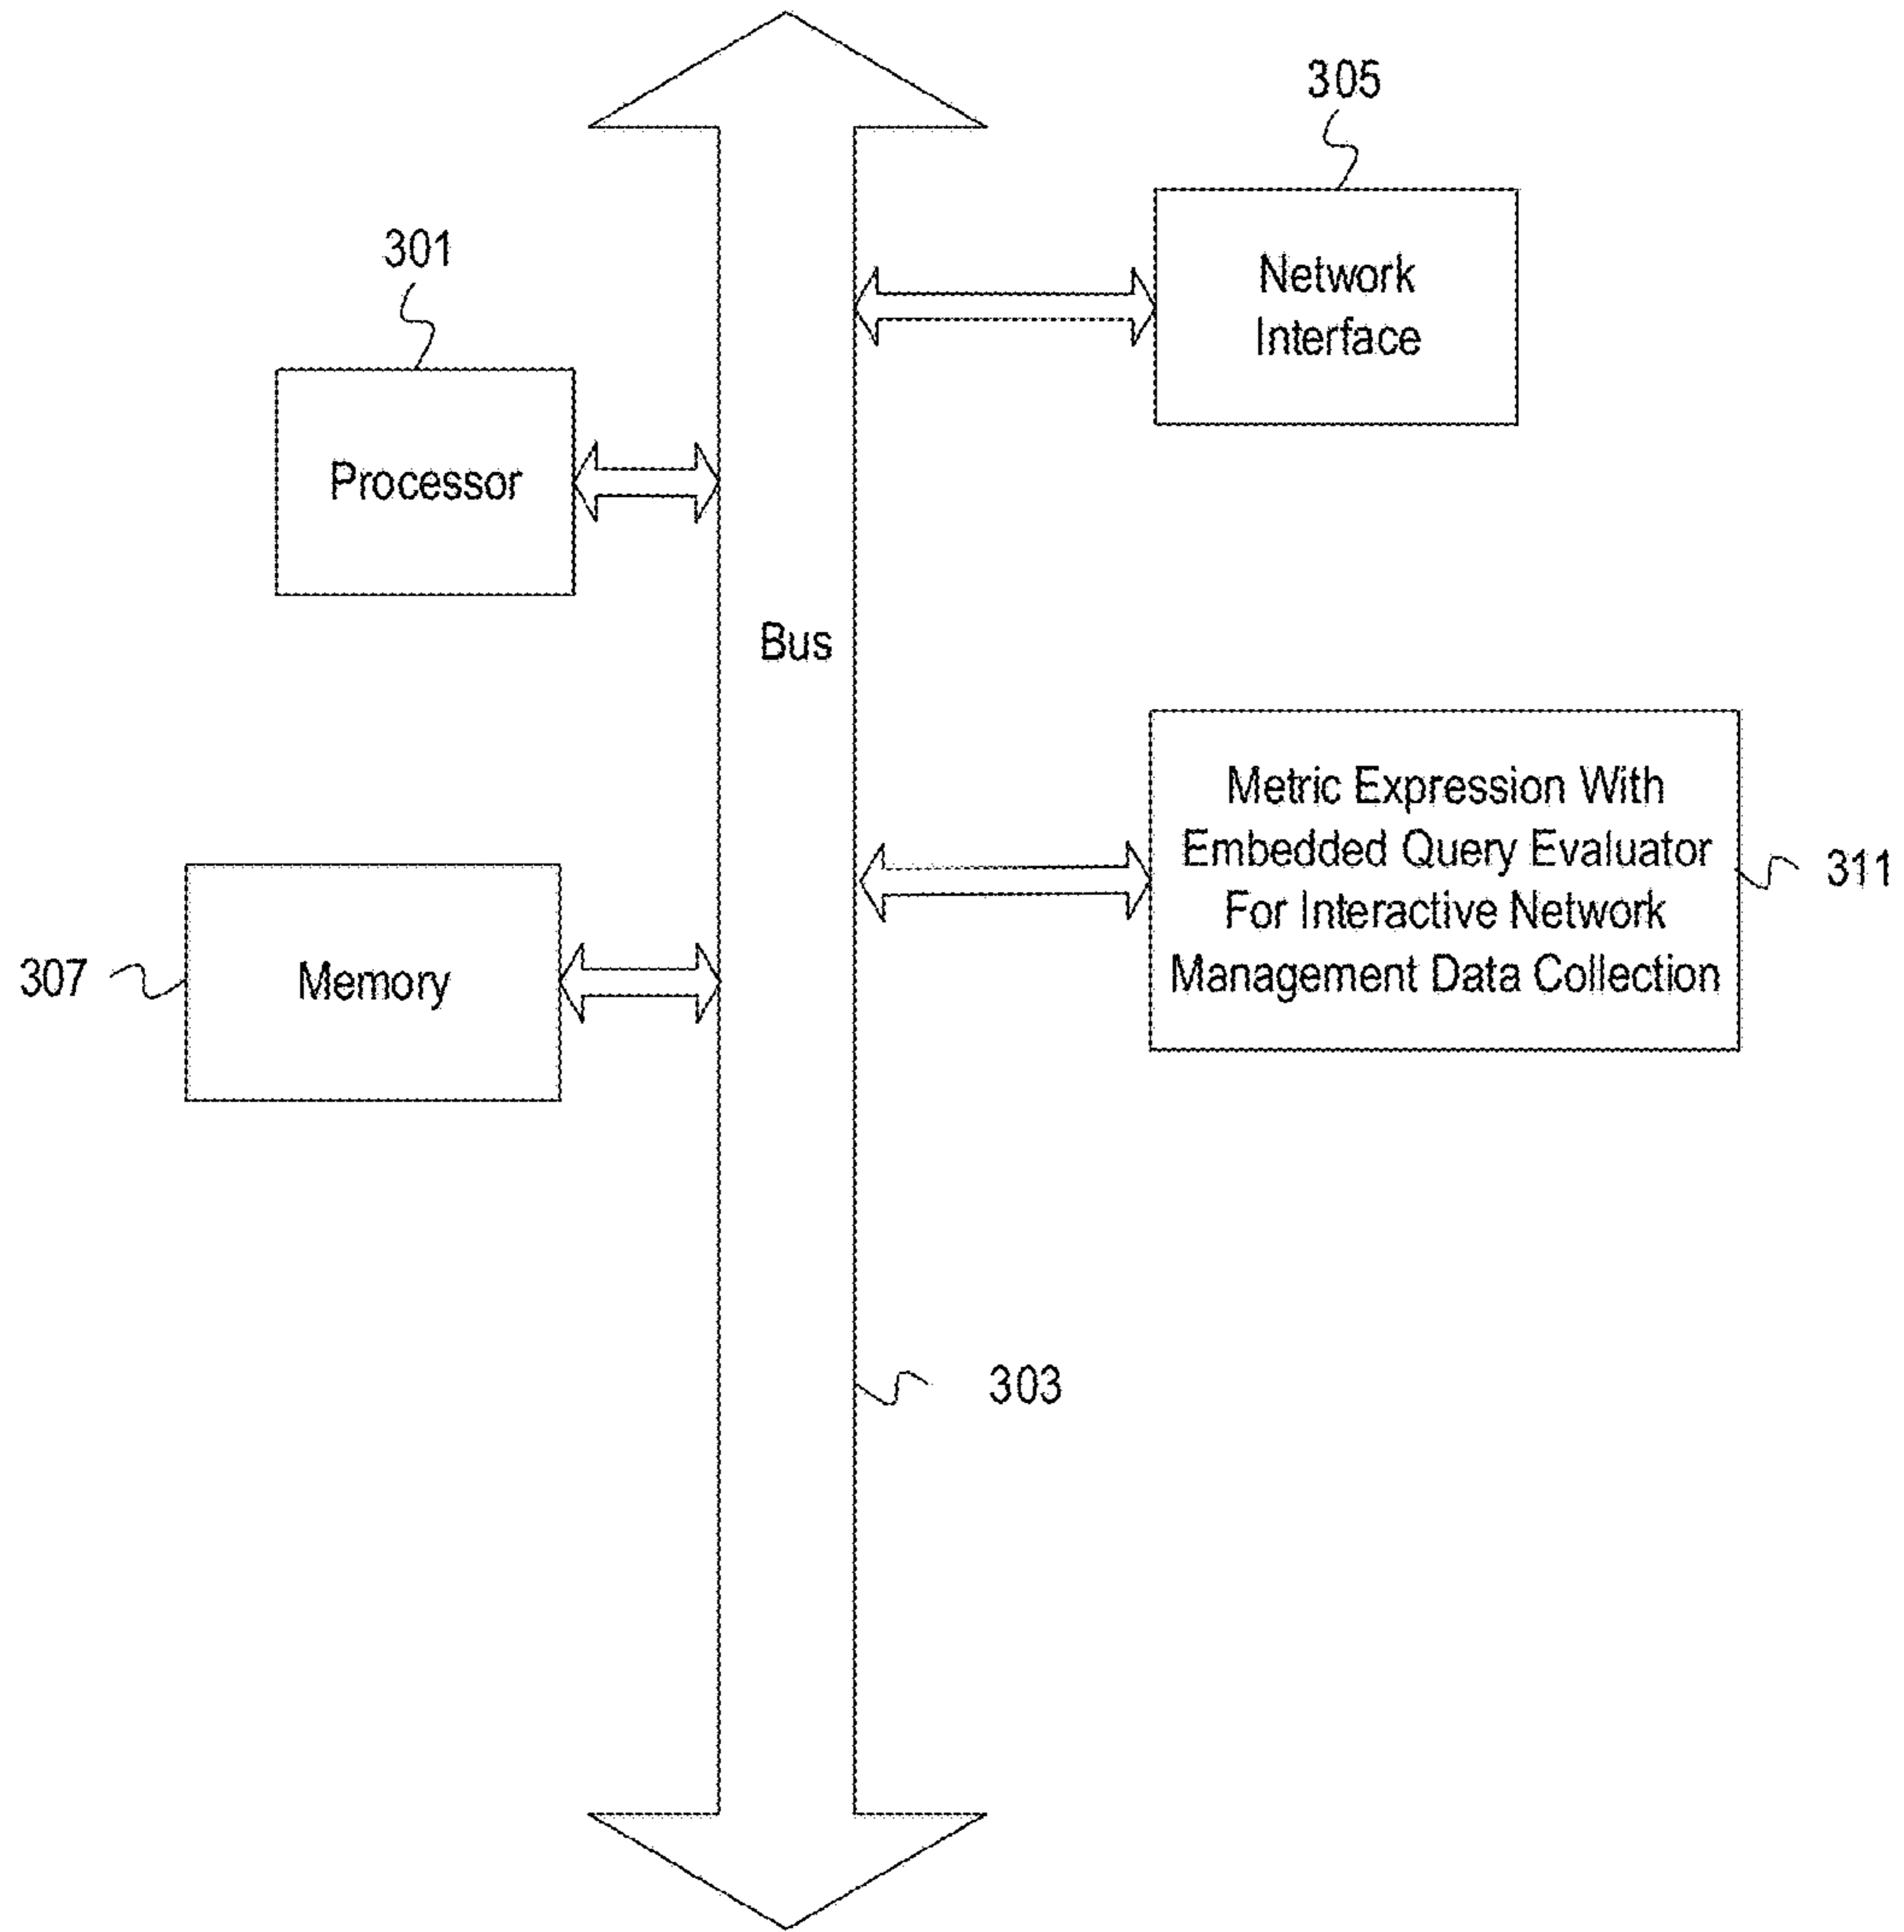 305
Network
Interface
301
Processor
Bus
Metric Expression With
Embedded Query Evaluator
For Interactive Network
Management Data Collection
311
307
Memory
303